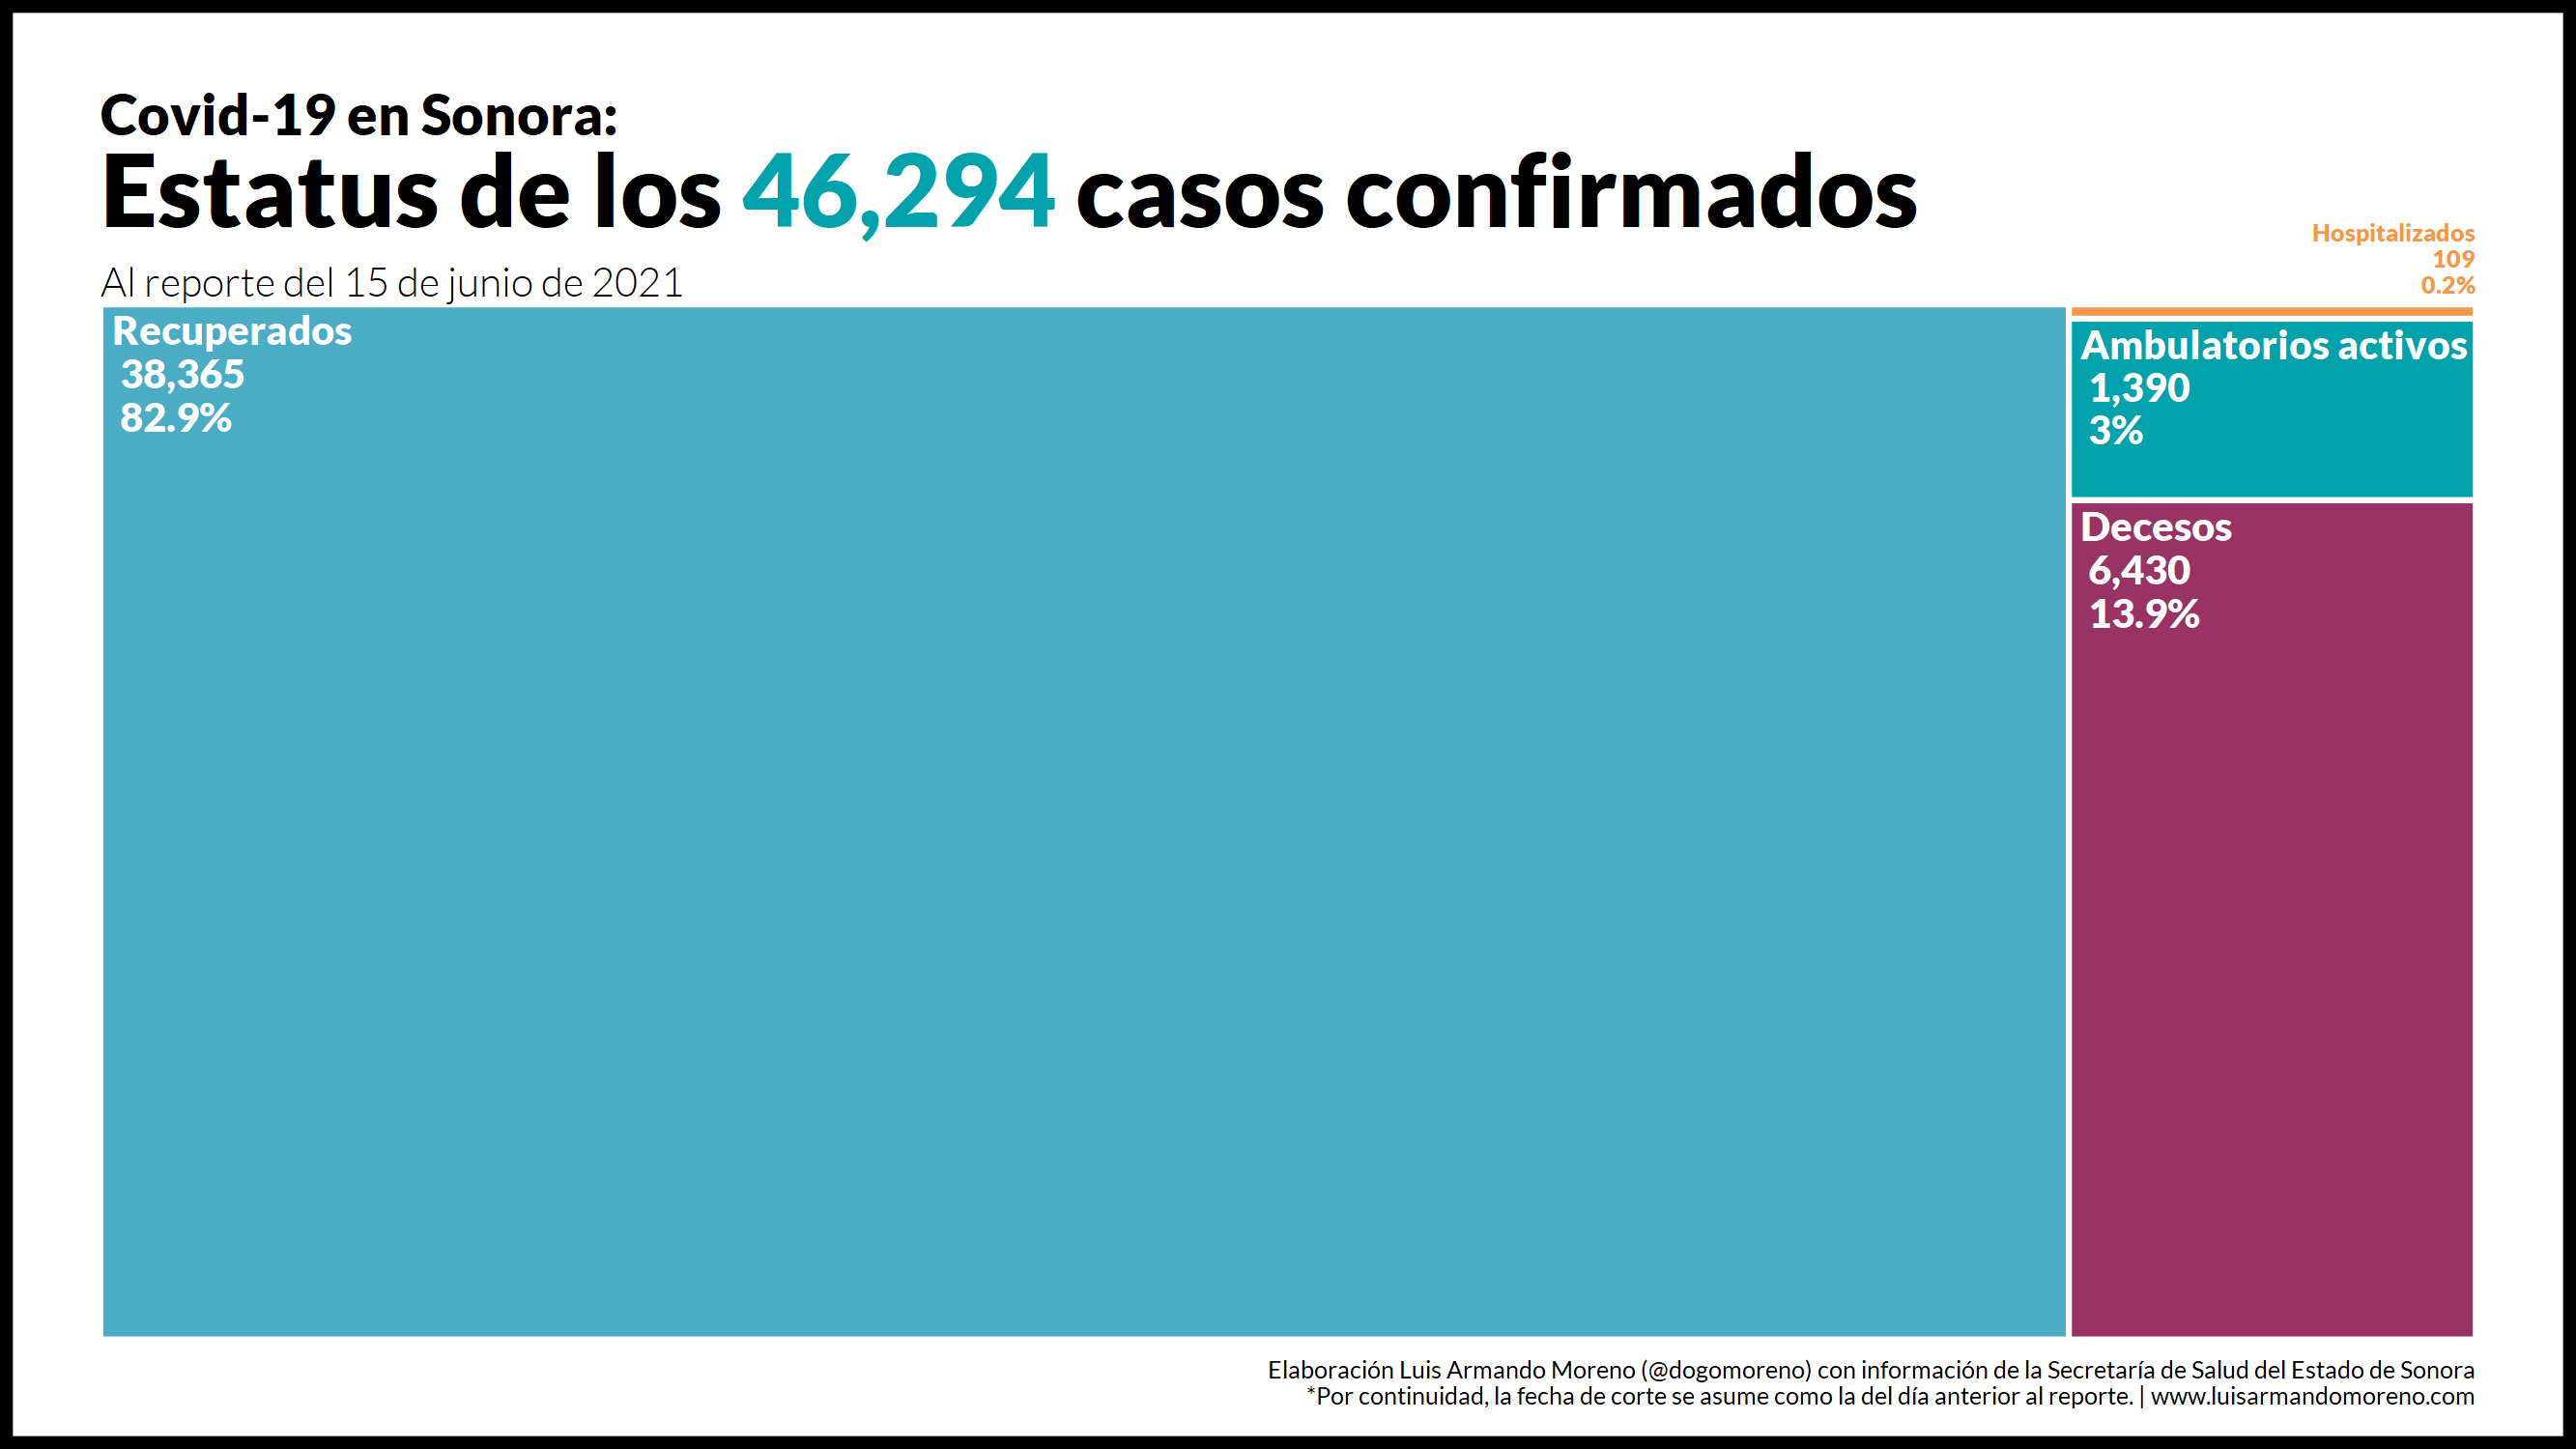 Covid-19 en Sonora:
Estatus de los 46,294 casos confirmados
Al reporte del 15 de junio de 2021
Hospitalizados
109
0.2%
Recuperados
38,365
82.9%
Ambulatorios activos
1,390
3%
Decesos
6,430
13.9%
Elaboración Luis Armando Moreno (@dogomoreno) con información de la Secretaría de Salud del Estado de Sonora
*Por continuidad, la fecha de corte se asume como la del día anterior al reporte. | www.luisarmandomoreno.com